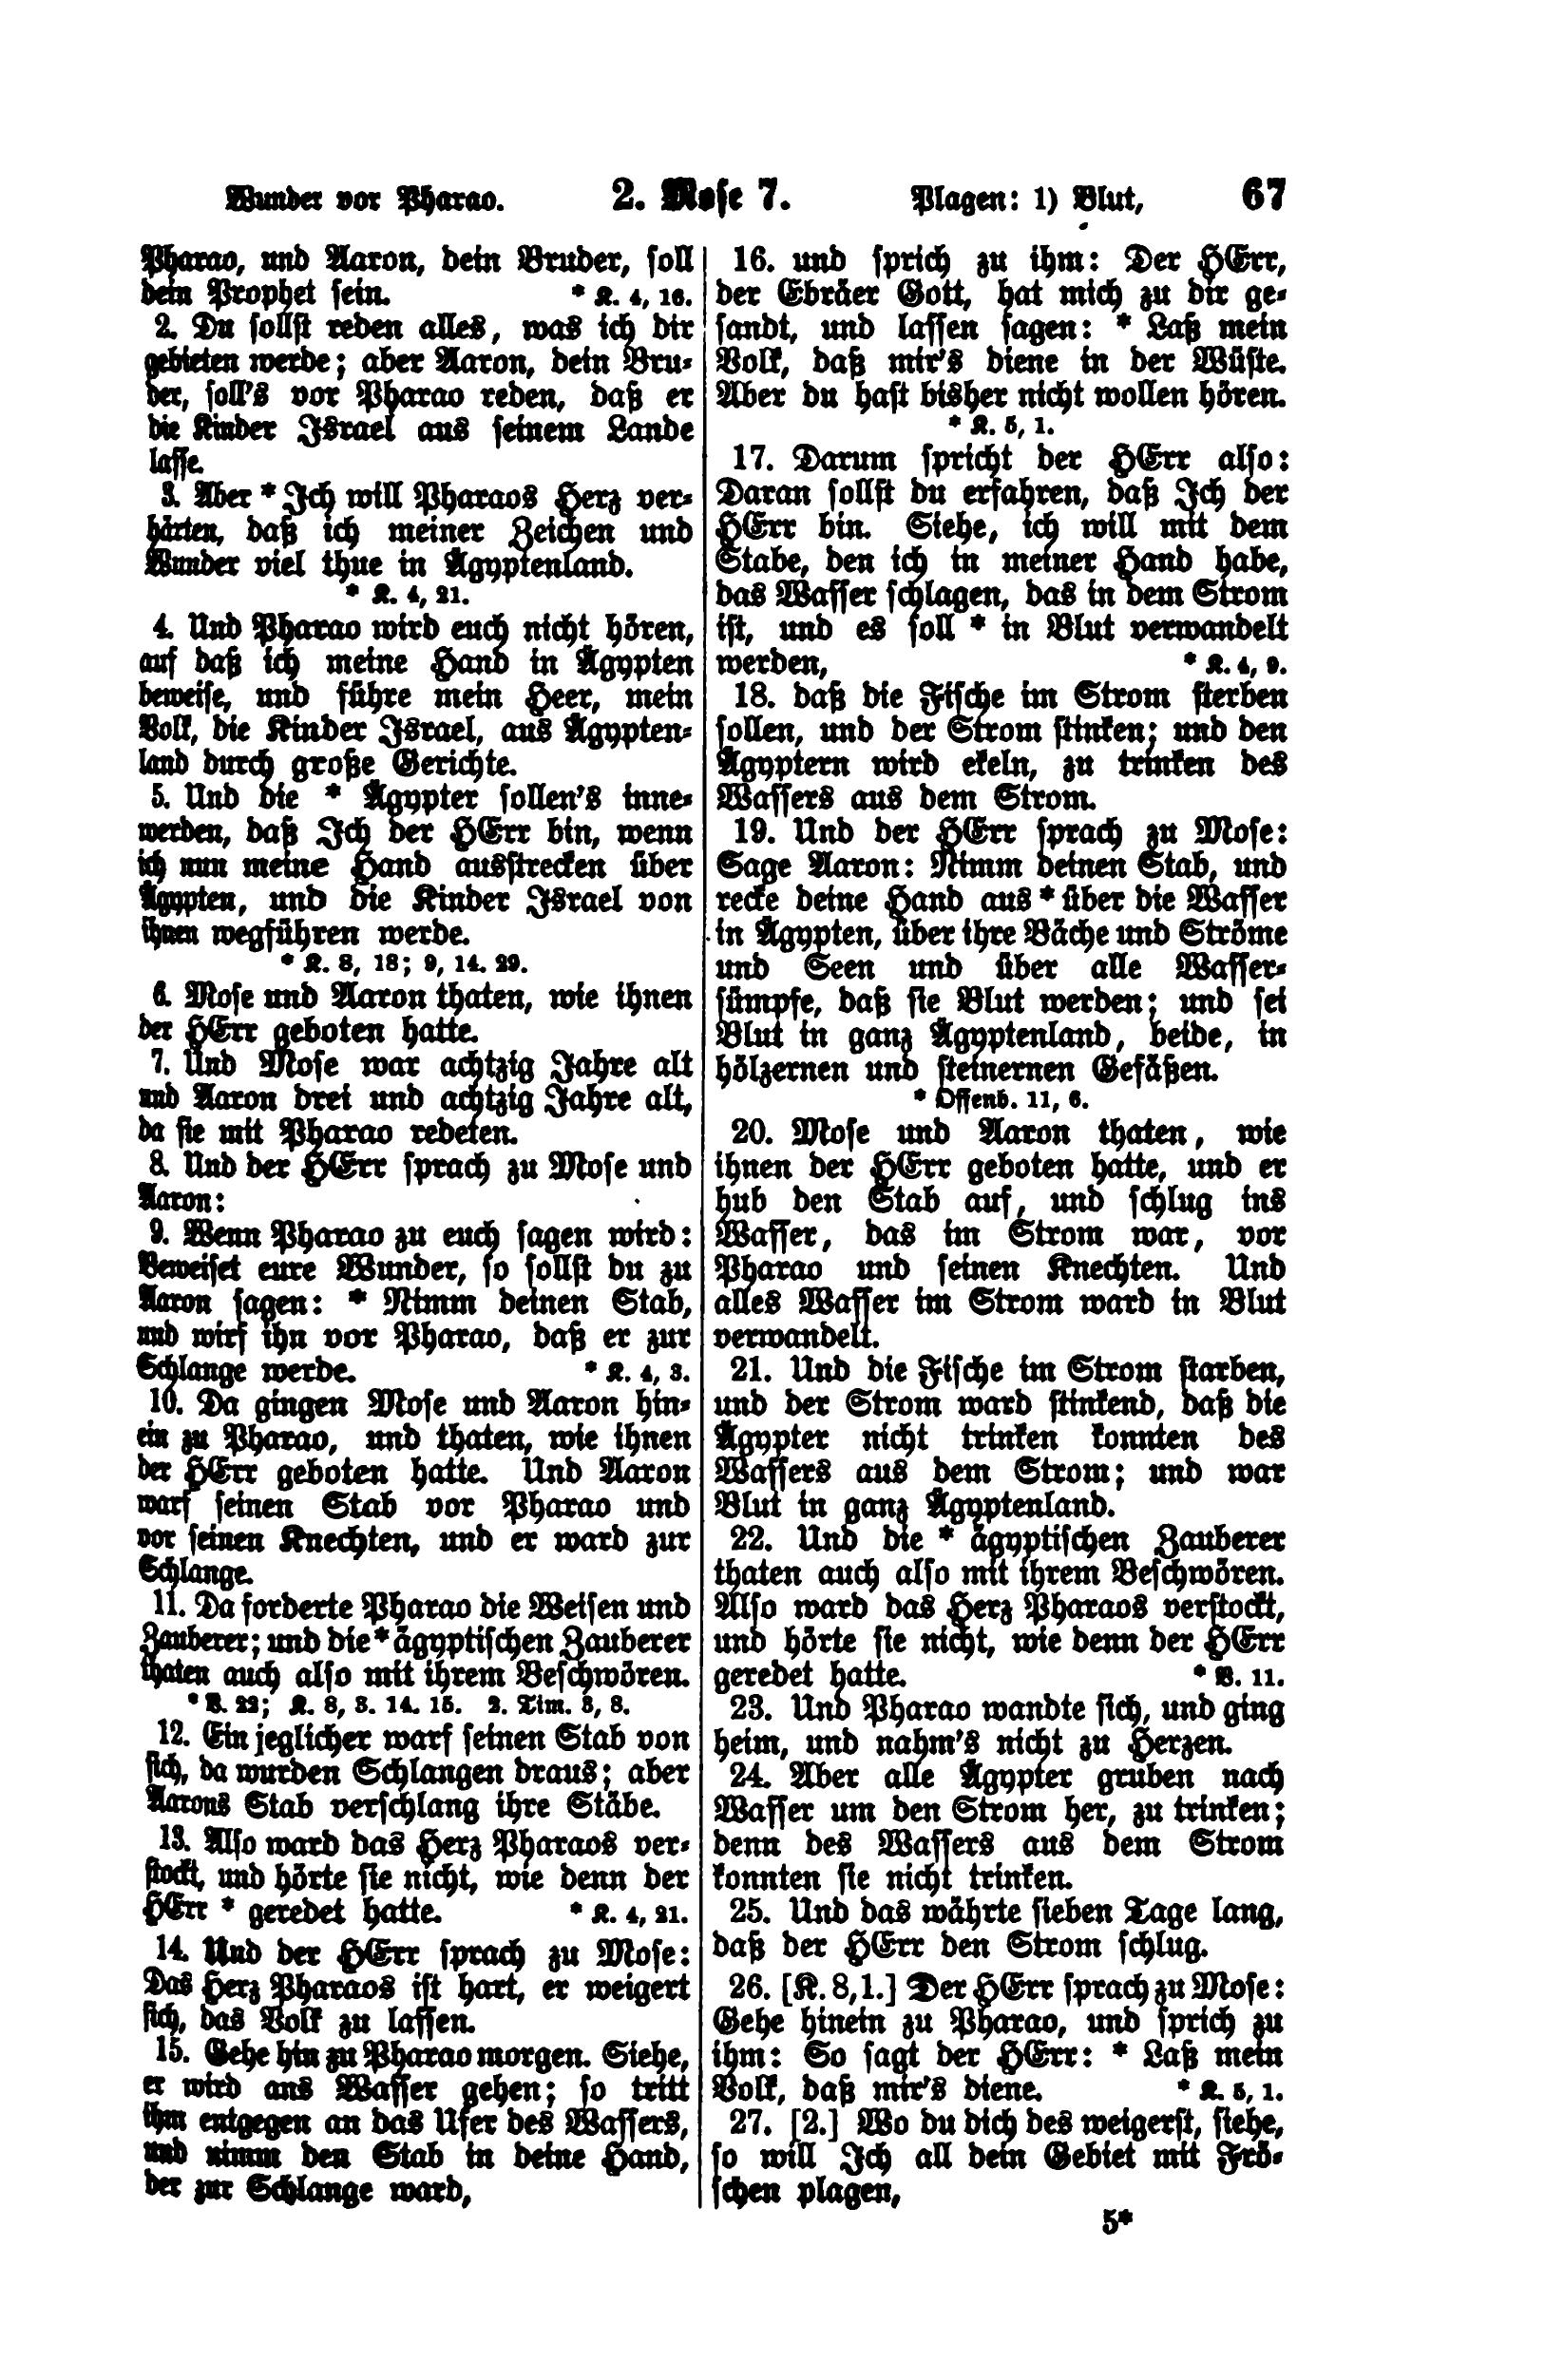 Wunder vor Pharao. 2. Mose 7. Plagen: 1) Blut, 67
Pharao, und Aaron, dein Bruder, soll
dein Prophet sein. * K. 4, 16.
2. Du sollst reden alles, was ich dir
gebieten werde; aber Aaron, dein Bru-
der, soll's vor Pharao reden, daß er
die Kinder Israel aus seinem Lande
lasse.
3. Aber * Ich will Pharaos Herz ver-
härten, daß ich meiner Zeichen und
Wunder viel thue in Ägyptenland.
* K. 4, 21.
4. Und Pharao wird euch nicht hören,
auf daß ich meine Hand in Ägypten
beweise, und führe mein Heer, mein
Volk, die Kinder Israel, aus Ägypten-
land durch große Gerichte.
5. Und die * Ägypter sollen's inne-
werden, daß Ich der HErr bin, wenn
ich nun meine Hand ausstrecken über
Ägypten, und die Kinder Israel von
ihnen wegführen werde.
* K. 8, 18; 9, 14. 29.
6. Mose und Aaron thaten, wie ihnen
der HErr geboten hatte.
7. Und Mose war achtzig Jahre alt
und Aaron drei und achtzig Jahre alt,
da sie mit Pharao redeten.
8. Und der HErr sprach zu Mose und
Aaron:
9. Wenn Pharao zu euch sagen wird:
Beweiset eure Wunder, so sollst du zu
Aaron sagen: * Nimm deinen Stab,
und wirf ihn vor Pharao, daß er zur
Schlange werde. * K. 4, 3.
10. Da gingen Mose und Aaron hin-
ein zu Pharao, und thaten, wie ihnen
der HErr geboten hatte. Und Aaron
warf seinen Stab vor Pharao und
vor seinen Knechten, und er ward zur
Schlange.
11. Da forderte Pharao die Weisen und
Zauberer; und die * ägyptischen Zauberer
thaten auch also mit ihrem Beschwören.
* V. 22; K. 8, 3. 14. 15. 2. Tim. 3, 8.
12. Ein jeglicher warf seinen Stab von
sich, da wurden Schlangen draus; aber
Aarons Stab verschlang ihre Stäbe.
13. Also ward das Herz Pharaos ver-
stockt, und hörte sie nicht, wie denn der
HErr * geredet hatte. * K. 4, 21.
14. Und der HErr sprach zu Mose:
Das Herz Pharaos ist hart, er weigert
sich, das Volk zu lassen.
15. Gehe hin zu Pharao morgen. Siehe,
er wird ans Wasser gehen; so tritt
ihm entgegen an das Ufer des Wassers,
und nimm den Stab in deine Hand,
der zur Schlange ward,
16. und sprich zu ihm: Der HErr,
der Ebräer Gott, hat mich zu dir ge-
sandt, und lassen sagen: * Laß mein
Volk, daß mir's diene in der Wüste.
Aber du hast bisher nicht wollen hören.
* K. 5, 1.
17. Darum spricht der HErr also:
Daran sollst du erfahren, daß Ich der
HErr bin. Siehe, ich will mit dem
Stabe, den ich in meiner Hand habe,
das Wasser schlagen, das in dem Strom
ist, und es soll * in Blut verwandelt
werden, * K. 4, 9.
18. daß die Fische im Strom sterben
sollen, und der Strom stinken; und den
Ägyptern wird ekeln, zu trinken des
Wassers aus dem Strom.
19. Und der HErr sprach zu Mose:
Sage Aaron: Nimm deinen Stab, und
recke deine Hand aus * über die Wasser
in Ägypten, über ihre Bäche und Ströme
und Seen und über alle Wasser-
sümpfe, daß sie Blut werden; und sei
Blut in ganz Ägyptenland, beide, in
hölzernen und steinernen Gefäßen.
* Offenb. 11, 6.
20. Mose und Aaron thaten, wie
ihnen der HErr geboten hatte, und er
hub den Stab auf, und schlug ins
Wasser, das im Strom war, vor
Pharao und seinen Knechten. Und
alles Wasser im Strom ward in Blut
verwandelt.
21. Und die Fische im Strom starben,
und der Strom ward stinkend, daß die
Ägypter nicht trinken konnten des
Wassers aus dem Strom; und war
Blut in ganz Ägyptenland.
22. Und die * ägyptischen Zauberer
thaten auch also mit ihrem Beschwören.
Also ward das Herz Pharaos verstockt,
und hörte sie nicht, wie denn der HErr
geredet hatte. * V. 11.
23. Und Pharao wandte sich, und ging
heim, und nahm's nicht zu Herzen.
24. Aber alle Ägypter gruben nach
Wasser um den Strom her, zu trinken;
denn des Wassers aus dem Strom
konnten sie nicht trinken.
25. Und das währte sieben Tage lang,
daß der HErr den Strom schlug.
26. [K. 8,1.] Der HErr sprach zu Mose:
Gehe hinein zu Pharao, und sprich zu
ihm: So sagt der HErr: * Laß mein
Volk, daß mir's diene. * K. 5, 1.
27. [2.] Wo du dich des weigerst, siehe,
so will Ich all dein Gebiet mit Frö-
schen plagen,
5*